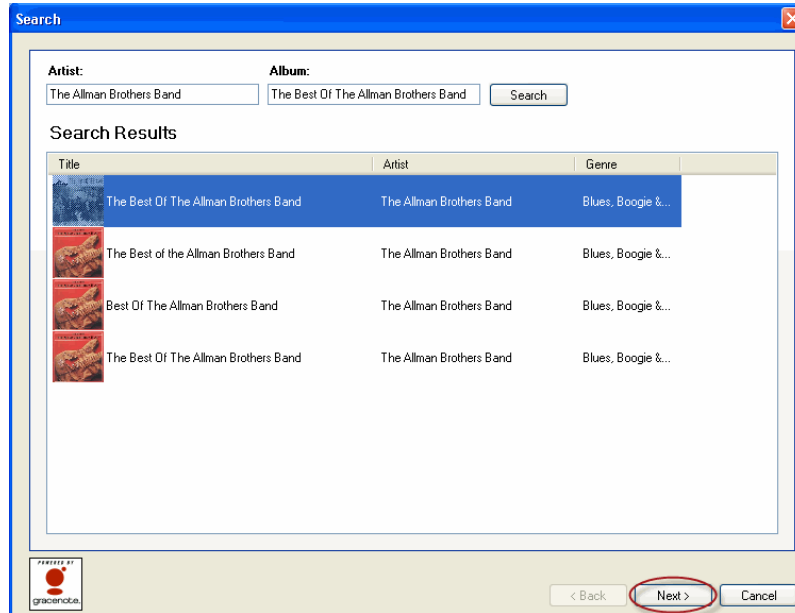 Search
Artist: Album:
The Allman Brothers Band The Best Of The Allman Brothers Band Search
Search Results
Title Artist Genre
The Best Of The Allman Brothers Band The Allman Brothers Band Blues, Boogie &...
The Best of the Allman Brothers Band The Allman Brothers Band Blues, Boogie &...
Best Of The Allman Brothers Band The Allman Brothers Band Blues, Boogie &...
The Best Of The Allman Brothers Band The Allman Brothers Band Blues, Boogie &...
POWERED BY
gracenote.
< Back Next > Cancel